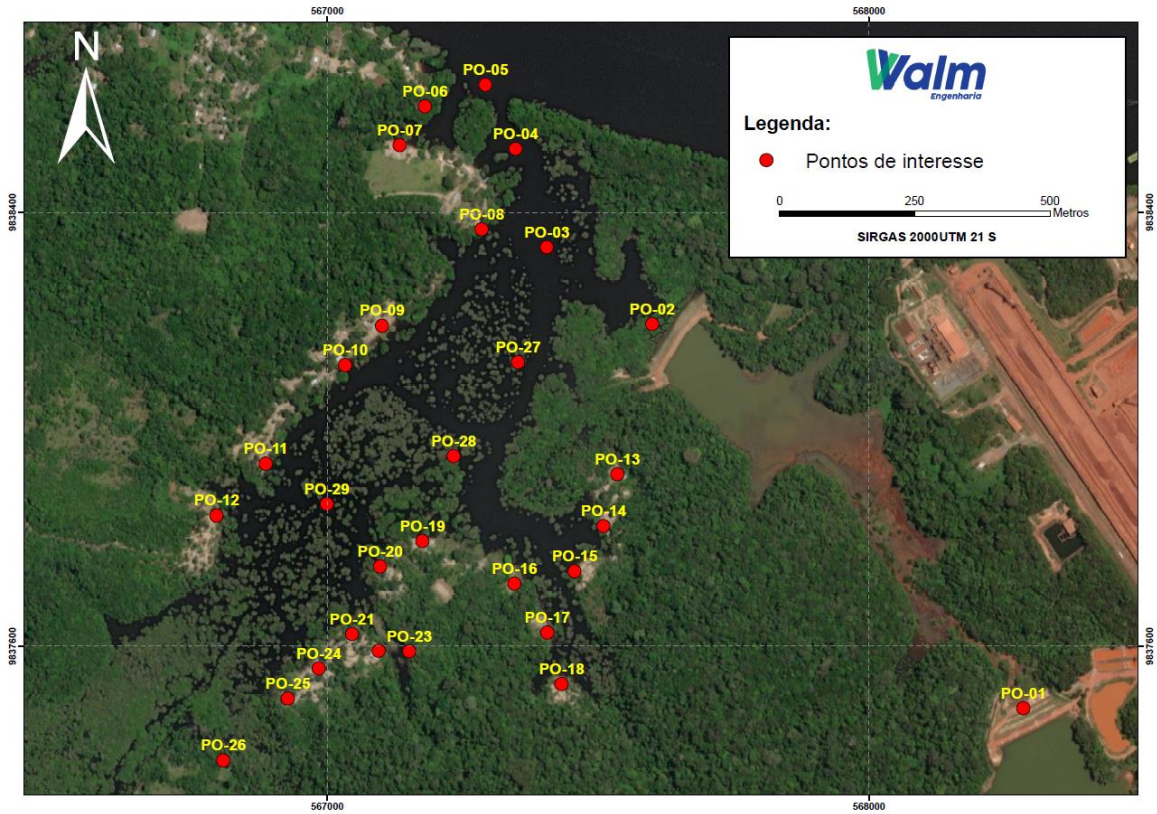 567000
568000
N
Walm
Engenharia
Legenda:
Pontos de interesse
0
250
500
Metros
SIRGAS 2000UTM 21 S
PO-05
PO-06
PO-07
PO-04
9838400
9838400
PO-08
PO-03
PO-09
PO-02
PO-10
PO-27
PO-11
PO-28
PO-13
PO-12
PO-29
PO-14
PO-19
PO-20
PO-15
PO-16
PO-21
PO-17
PO-23
9837600
9837600
PO-24
PO-18
PO-25
PO-01
PO-26
567000
568000